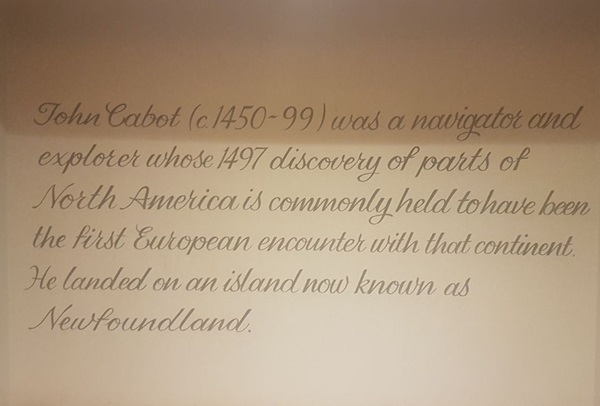 John Cabot (c.1450-99) was a navigator and
explorer whose 1497 discovery of parts of
North America is commonly held to have been
the first European encounter with that continent.
He landed on an island now known as
Newfoundland.